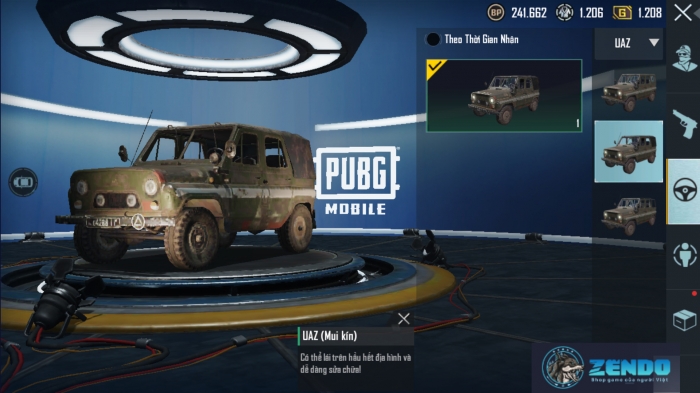 BP 241.662 1.206 G 1.208
Theo Thời Gian Nhận
UAZ
1
PUBG
MOBILE
UAZ (Mui kín)
Có thể lái trên hầu hết địa hình và
dễ dàng sửa chữa!
ZENDO
Shop game của người Việt